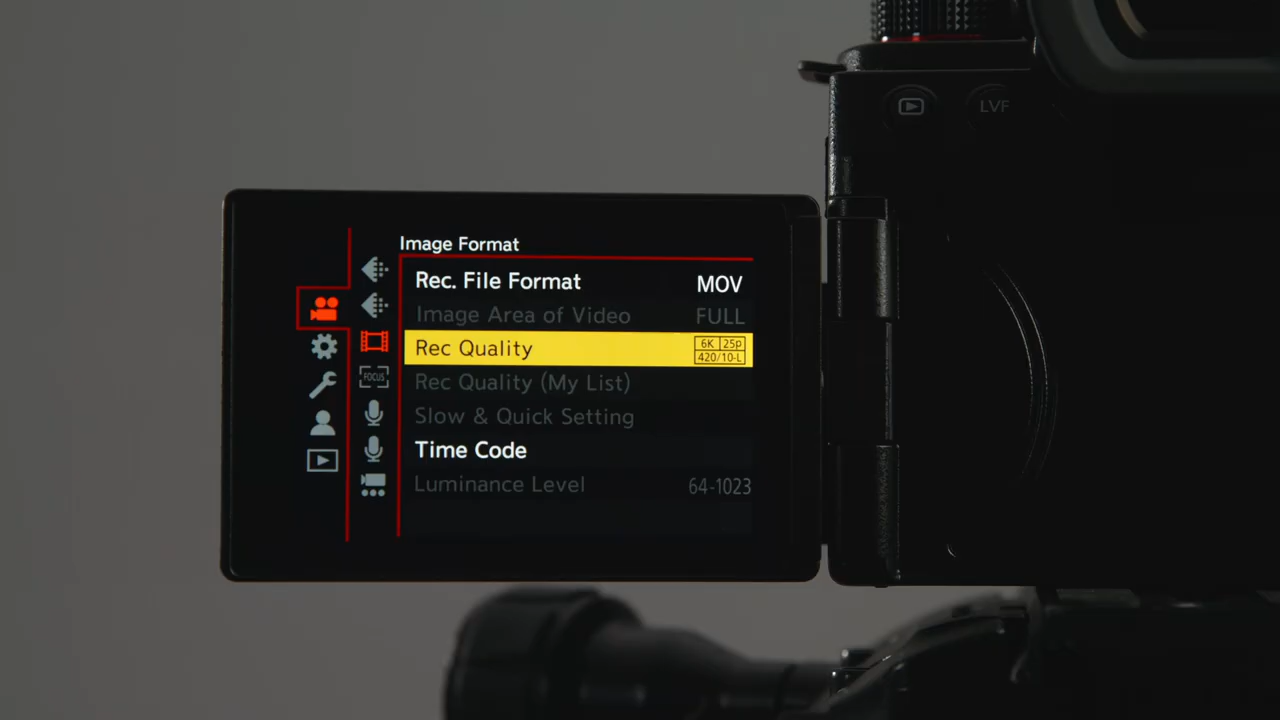 LVF
Image Format
Rec. File Format MOV
Image Area of Video FULL
Rec Quality 6K 25p 420/10-L
Rec Quality (My List)
FOCUS
Slow & Quick Setting
Time Code
Luminance Level 64-1023